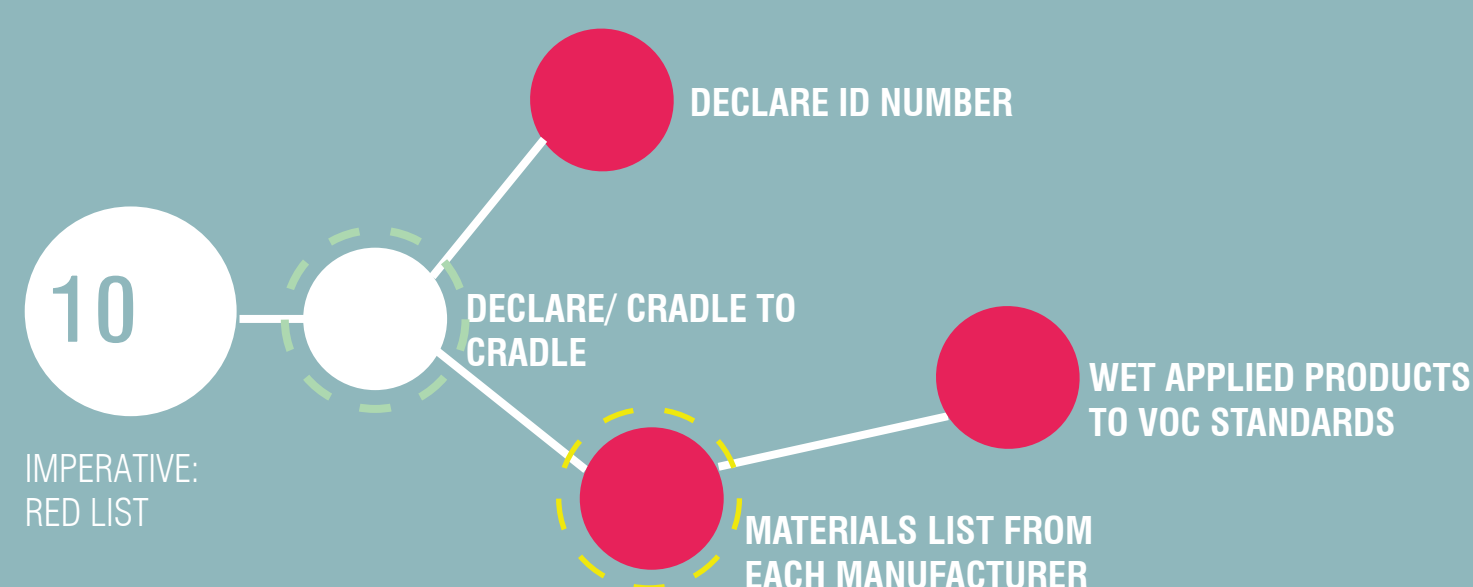 DECLARE ID NUMBER
10
DECLARE/ CRADLE TO
CRADLE
WET APPLIED PRODUCTS
TO VOC STANDARDS
IMPERATIVE:
RED LIST
MATERIALS LIST FROM
EACH MANUFACTURER